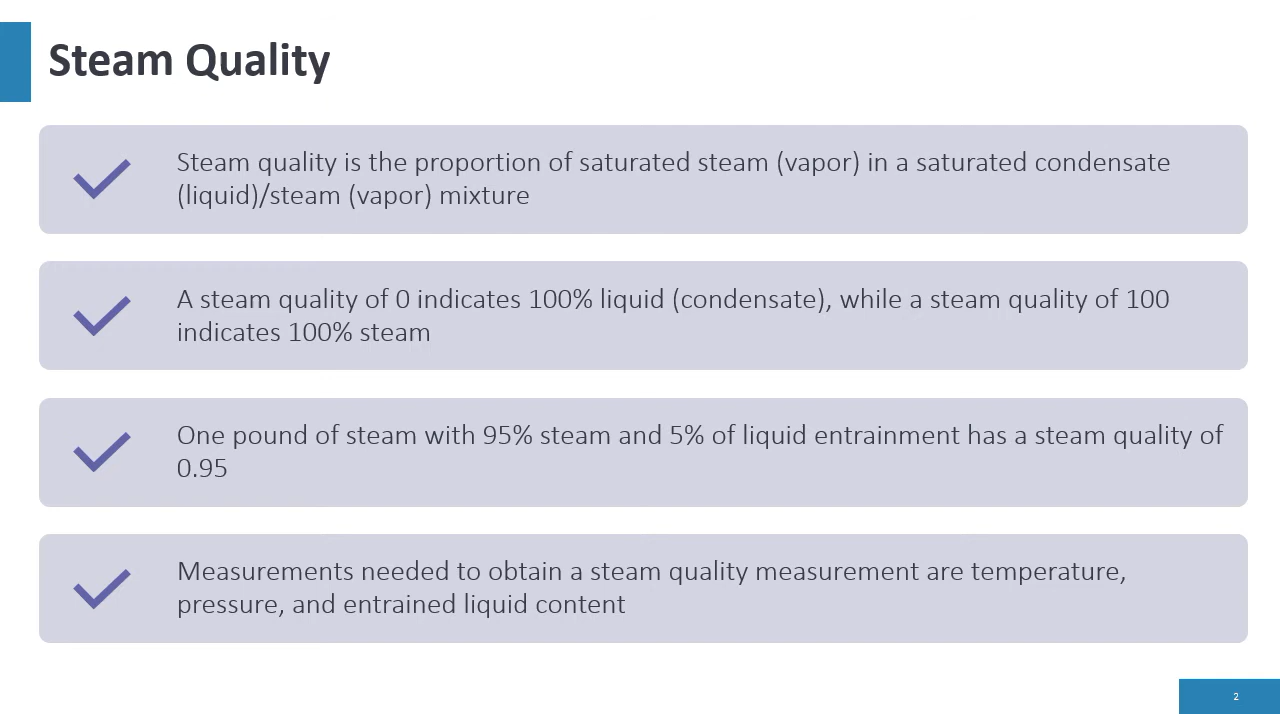 Steam Quality
Steam quality is the proportion of saturated steam (vapor) in a saturated condensate
(liquid)/steam (vapor) mixture
A steam quality of 0 indicates 100% liquid (condensate), while a steam quality of 100
indicates 100% steam
One pound of steam with 95% steam and 5% of liquid entrainment has a steam quality of
0.95
Measurements needed to obtain a steam quality measurement are temperature,
pressure, and entrained liquid content
2